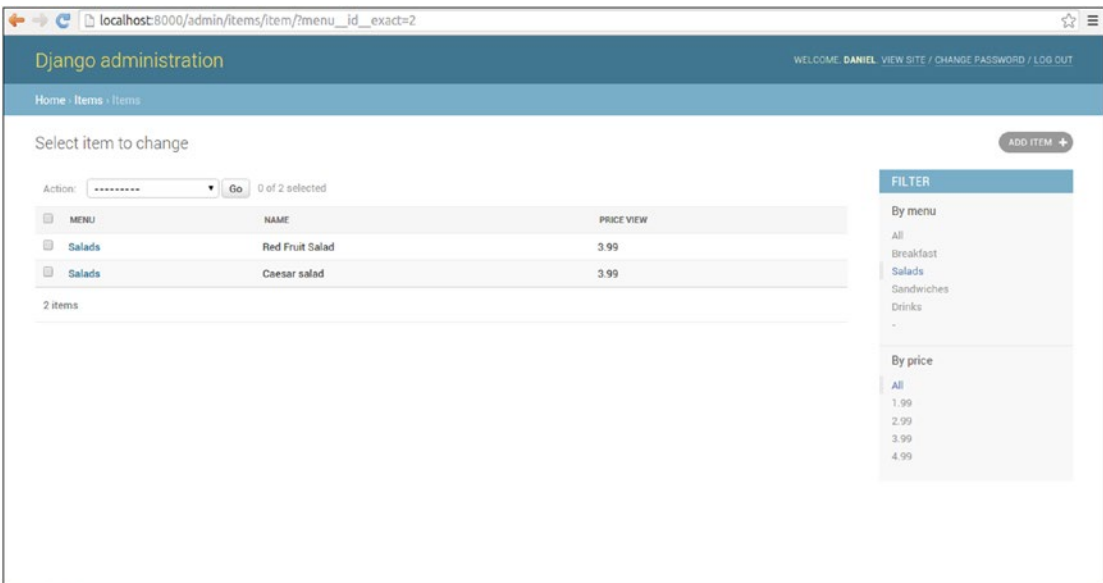 localhost:8000/admin/items/item/?menu__id__exact=2
Django administration
WELCOME, DANIEL. VIEW SITE / CHANGE PASSWORD / LOG OUT
Home › Items › Items
Select item to change
ADD ITEM +
Action: --------- Go 0 of 2 selected
MENU NAME PRICE VIEW
Salads Red Fruit Salad 3.99
Salads Caesar salad 3.99
2 items
FILTER
By menu
All
Breakfast
Salads
Sandwiches
Drinks
-
By price
All
1.99
2.99
3.99
4.99